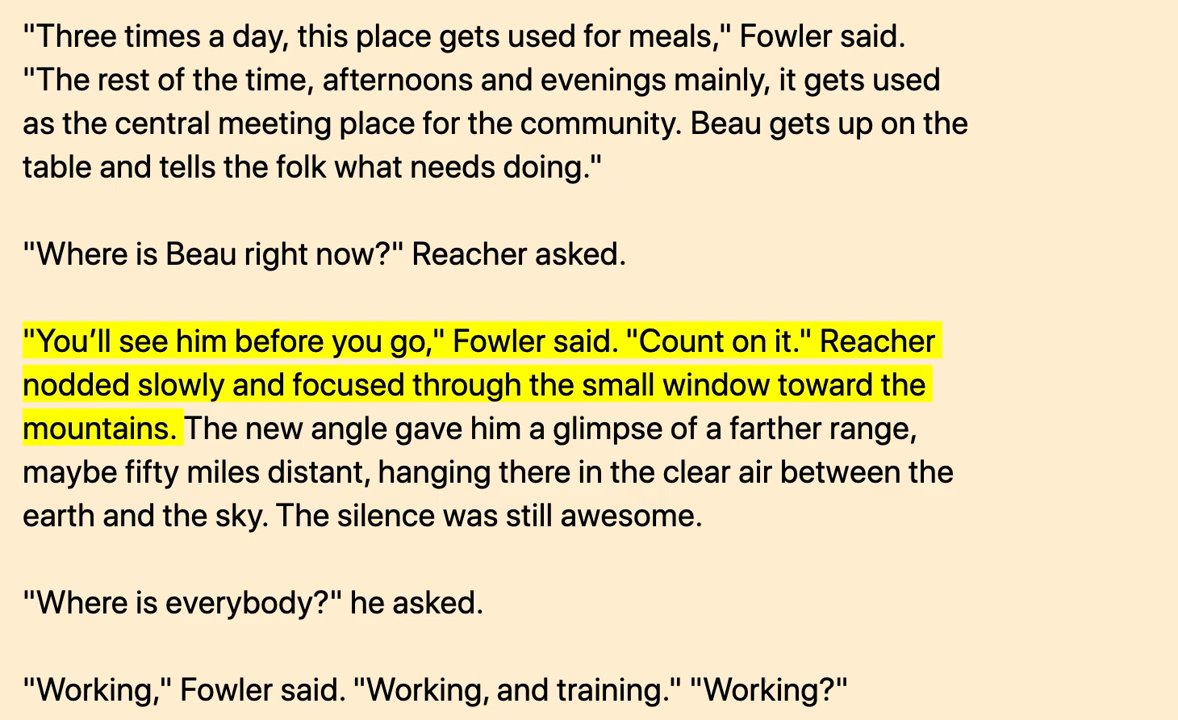 "Three times a day, this place gets used for meals," Fowler said.
"The rest of the time, afternoons and evenings mainly, it gets used
as the central meeting place for the community. Beau gets up on the
table and tells the folk what needs doing."
"Where is Beau right now?" Reacher asked.
"You’ll see him before you go," Fowler said. "Count on it." Reacher
nodded slowly and focused through the small window toward the
mountains. The new angle gave him a glimpse of a farther range,
maybe fifty miles distant, hanging there in the clear air between the
earth and the sky. The silence was still awesome.
"Where is everybody?" he asked.
"Working," Fowler said. "Working, and training." "Working?"